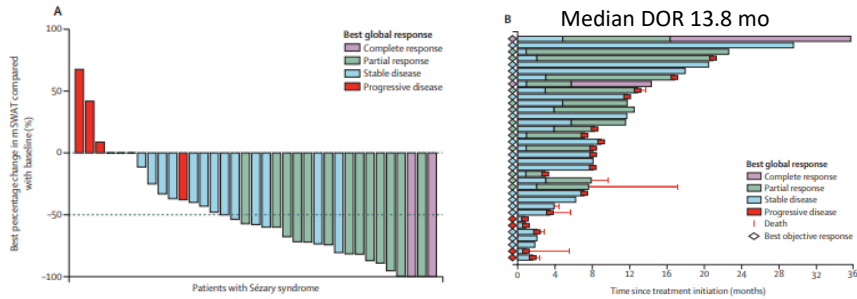 A
Best global response
Complete response
Partial response
Stable disease
Progressive disease
100
50
0
−50
−100
Best percentage change in mSWAT compared
with baseline (%)
Patients with Sézary syndrome
B
Median DOR 13.8 mo
Best global response
Complete response
Partial response
Stable disease
Progressive disease
Death
Best objective response
0 4 8 12 16 20 24 28 32 36
Time since treatment initiation (months)